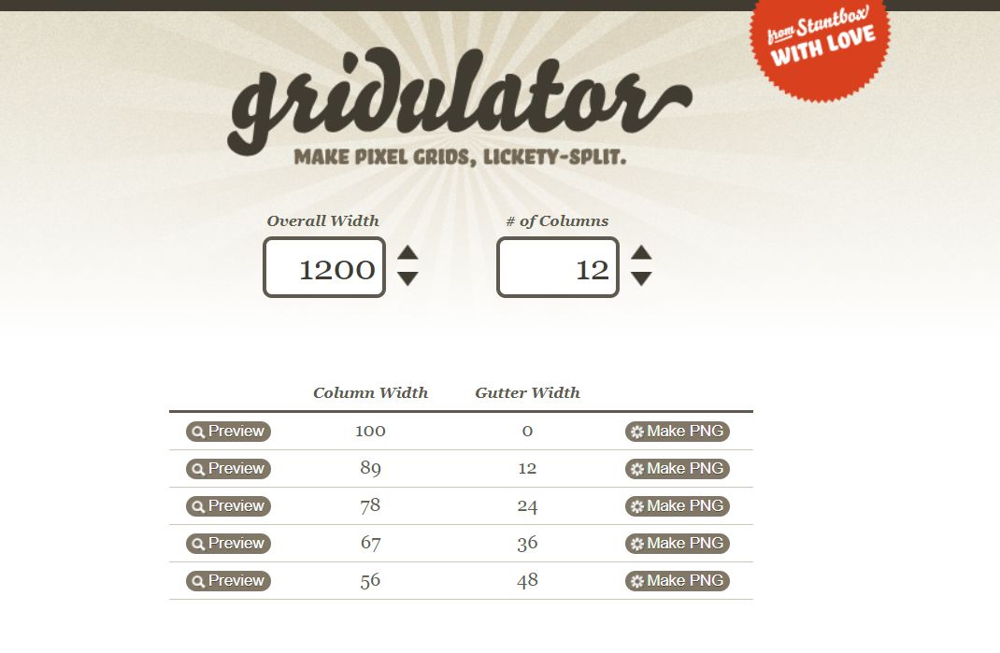 from Stuntbox
WITH LOVE
gridulator
MAKE PIXEL GRIDS, LICKETY-SPLIT.
Overall Width # of Columns
1200 12
Column Width Gutter Width
Preview 100 0 Make PNG
Preview 89 12 Make PNG
Preview 78 24 Make PNG
Preview 67 36 Make PNG
Preview 56 48 Make PNG